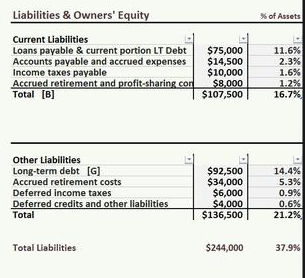 Liabilities & Owners' Equity % of Assets
Current Liabilities
Loans payable & current portion LT Debt $75,000 11.6%
Accounts payable and accrued expenses $14,500 2.3%
Income taxes payable $10,000 1.6%
Accrued retirement and profit-sharing con $8,000 1.2%
Total [B] $107,500 16.7%
Other Liabilities
Long-term debt [G] $92,500 14.4%
Accrued retirement costs $34,000 5.3%
Deferred income taxes $6,000 0.9%
Deferred credits and other liabilities $4,000 0.6%
Total $136,500 21.2%
Total Liabilities $244,000 37.9%